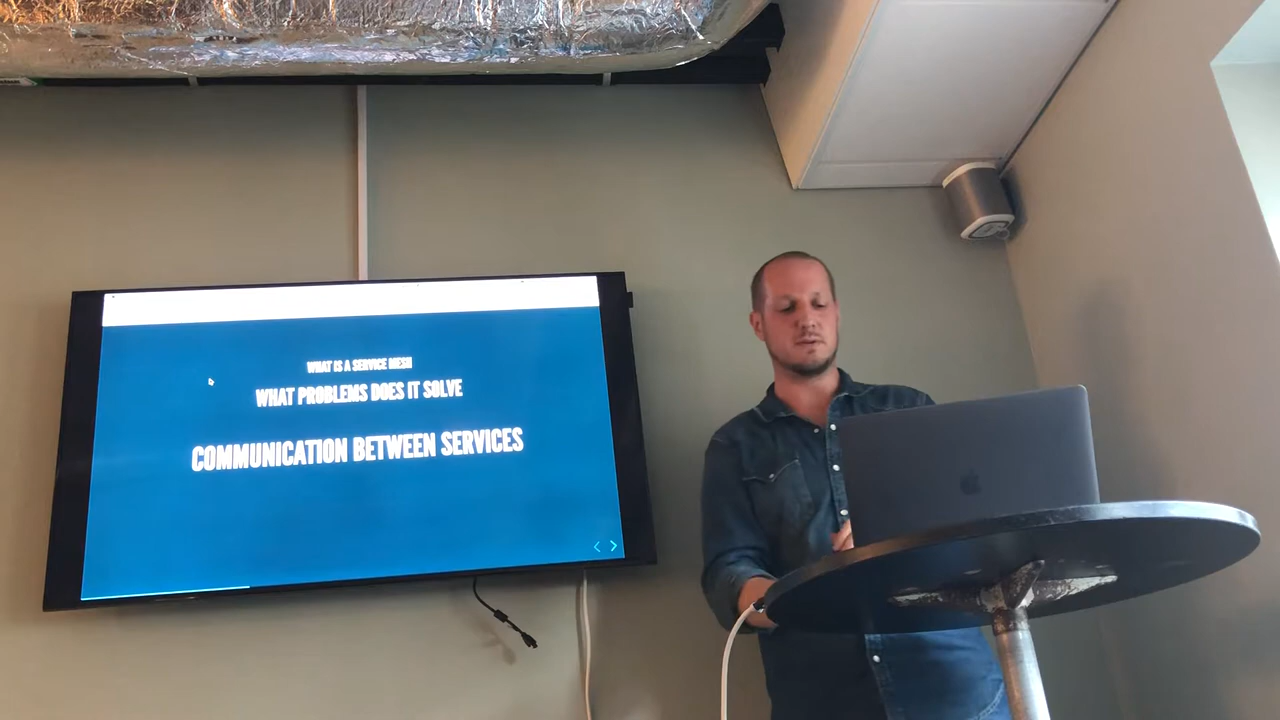 WHAT IS A SERVICE MESH
WHAT PROBLEMS DOES IT SOLVE
COMMUNICATION BETWEEN SERVICES